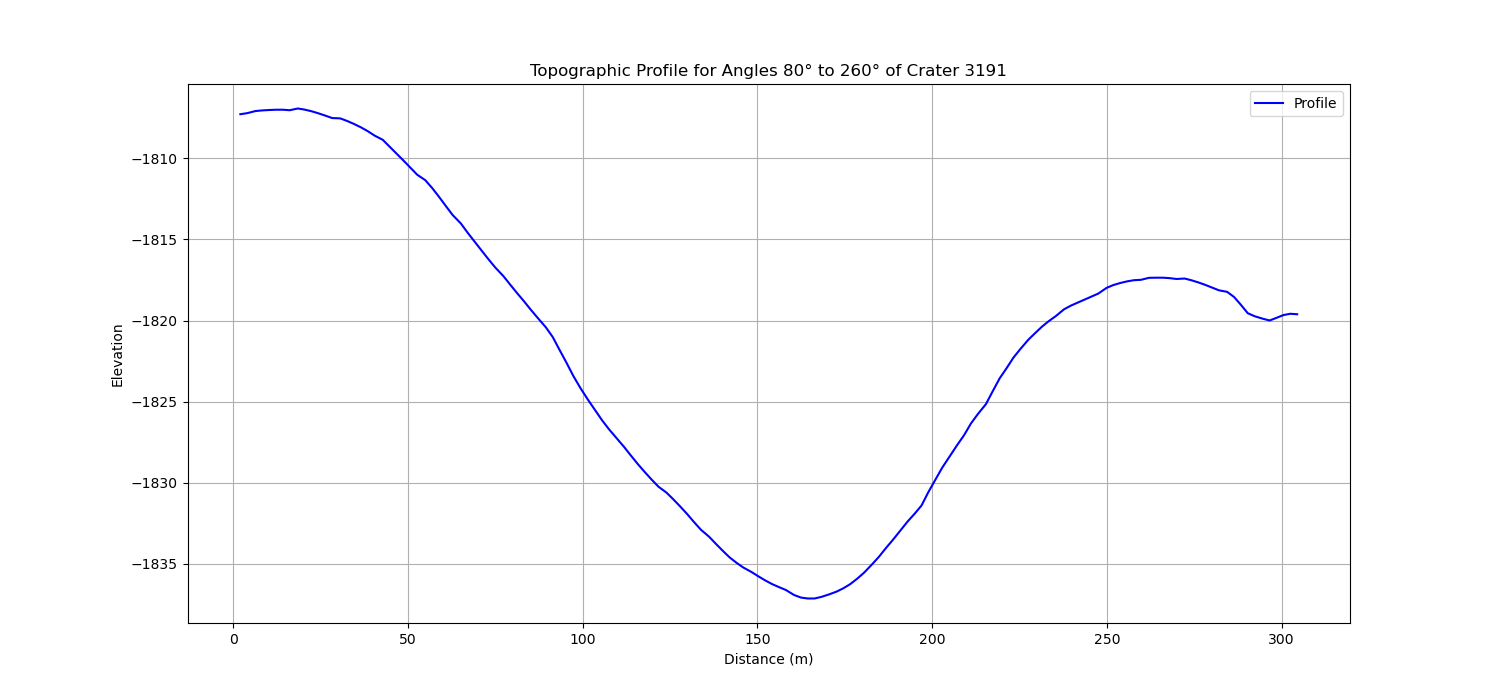 Topographic Profile for Angles 80° to 260° of Crater 3191
Profile
−1810
−1815
−1820
−1825
−1830
−1835
Elevation
0 50 100 150 200 250 300
Distance (m)